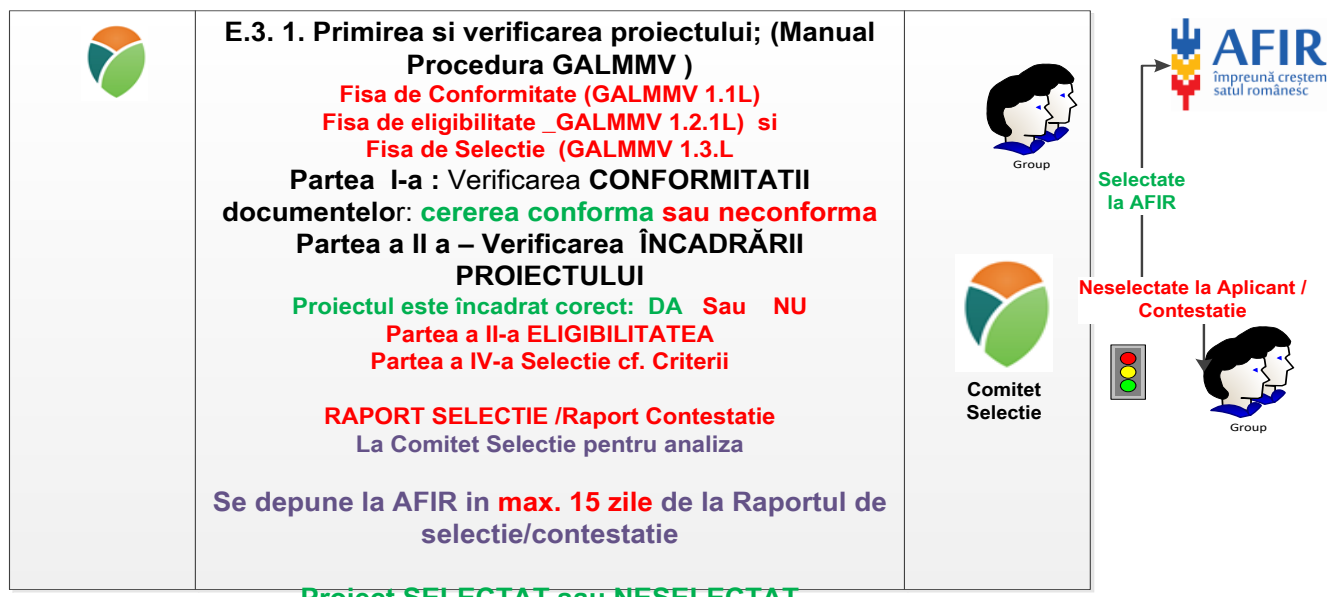 E.3. 1. Primirea si verificarea proiectului; (Manual
Procedura GALMMV )
Fisa de Conformitate (GALMMV 1.1L)
Fisa de eligibilitate _GALMMV 1.2.1L)  si
Fisa de Selectie  (GALMMV 1.3.L
Partea  I-a : Verificarea CONFORMITATII
documentelor: cererea conforma sau neconforma
Partea a II a – Verificarea  ÎNCADRĂRII
PROIECTULUI
Proiectul este încadrat corect:  DA   Sau    NU
Partea a II-a ELIGIBILITATEA
Partea a IV-a Selectie cf. Criterii
RAPORT SELECTIE /Raport Contestatie
La Comitet Selectie pentru analiza
Se depune la AFIR in max. 15 zile de la Raportul de
selectie/contestatie
Proiect SELECTAT sau NESELECTAT
Group
Comitet
Selectie
AFIR
împreună creștem
satul românesc
Selectate
la AFIR
Neselectate la Aplicant /
Contestatie
Group